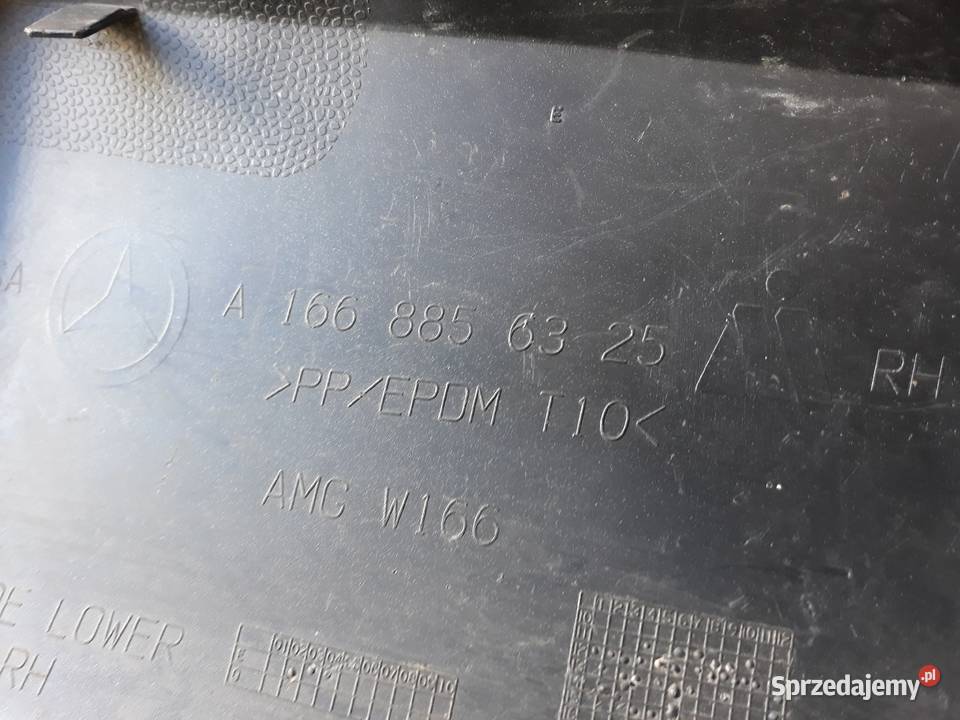 E
A 166 885 63 25
RH
>PP/EPDM T10<
AMG W166
LOWER
RH
Sprzedajemy.pl